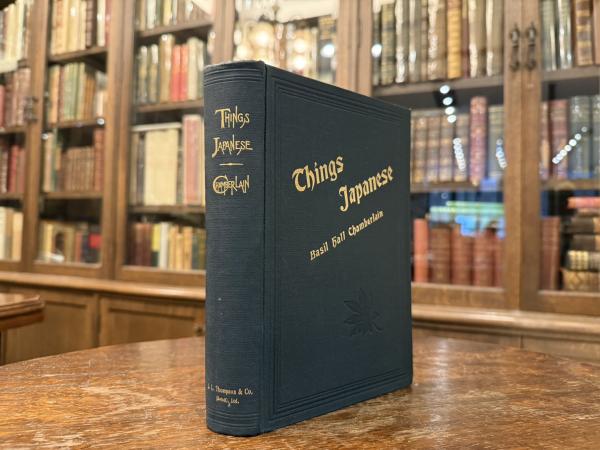 THINGS
JAPANESE
CHAMBERLAIN
L. Thompson & Co.
Things
Japanese
Basil Hall Chamberlain